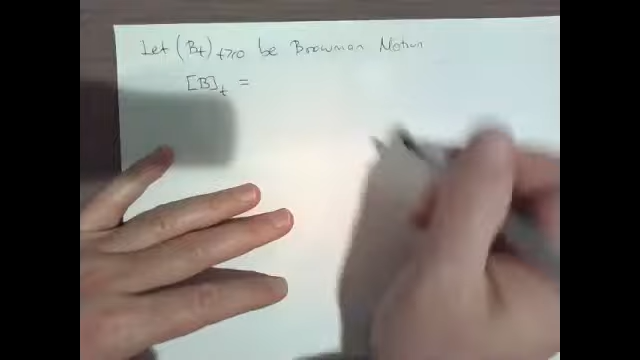 Let (Bt)t≥0 be Brownian Motion
[B]t =